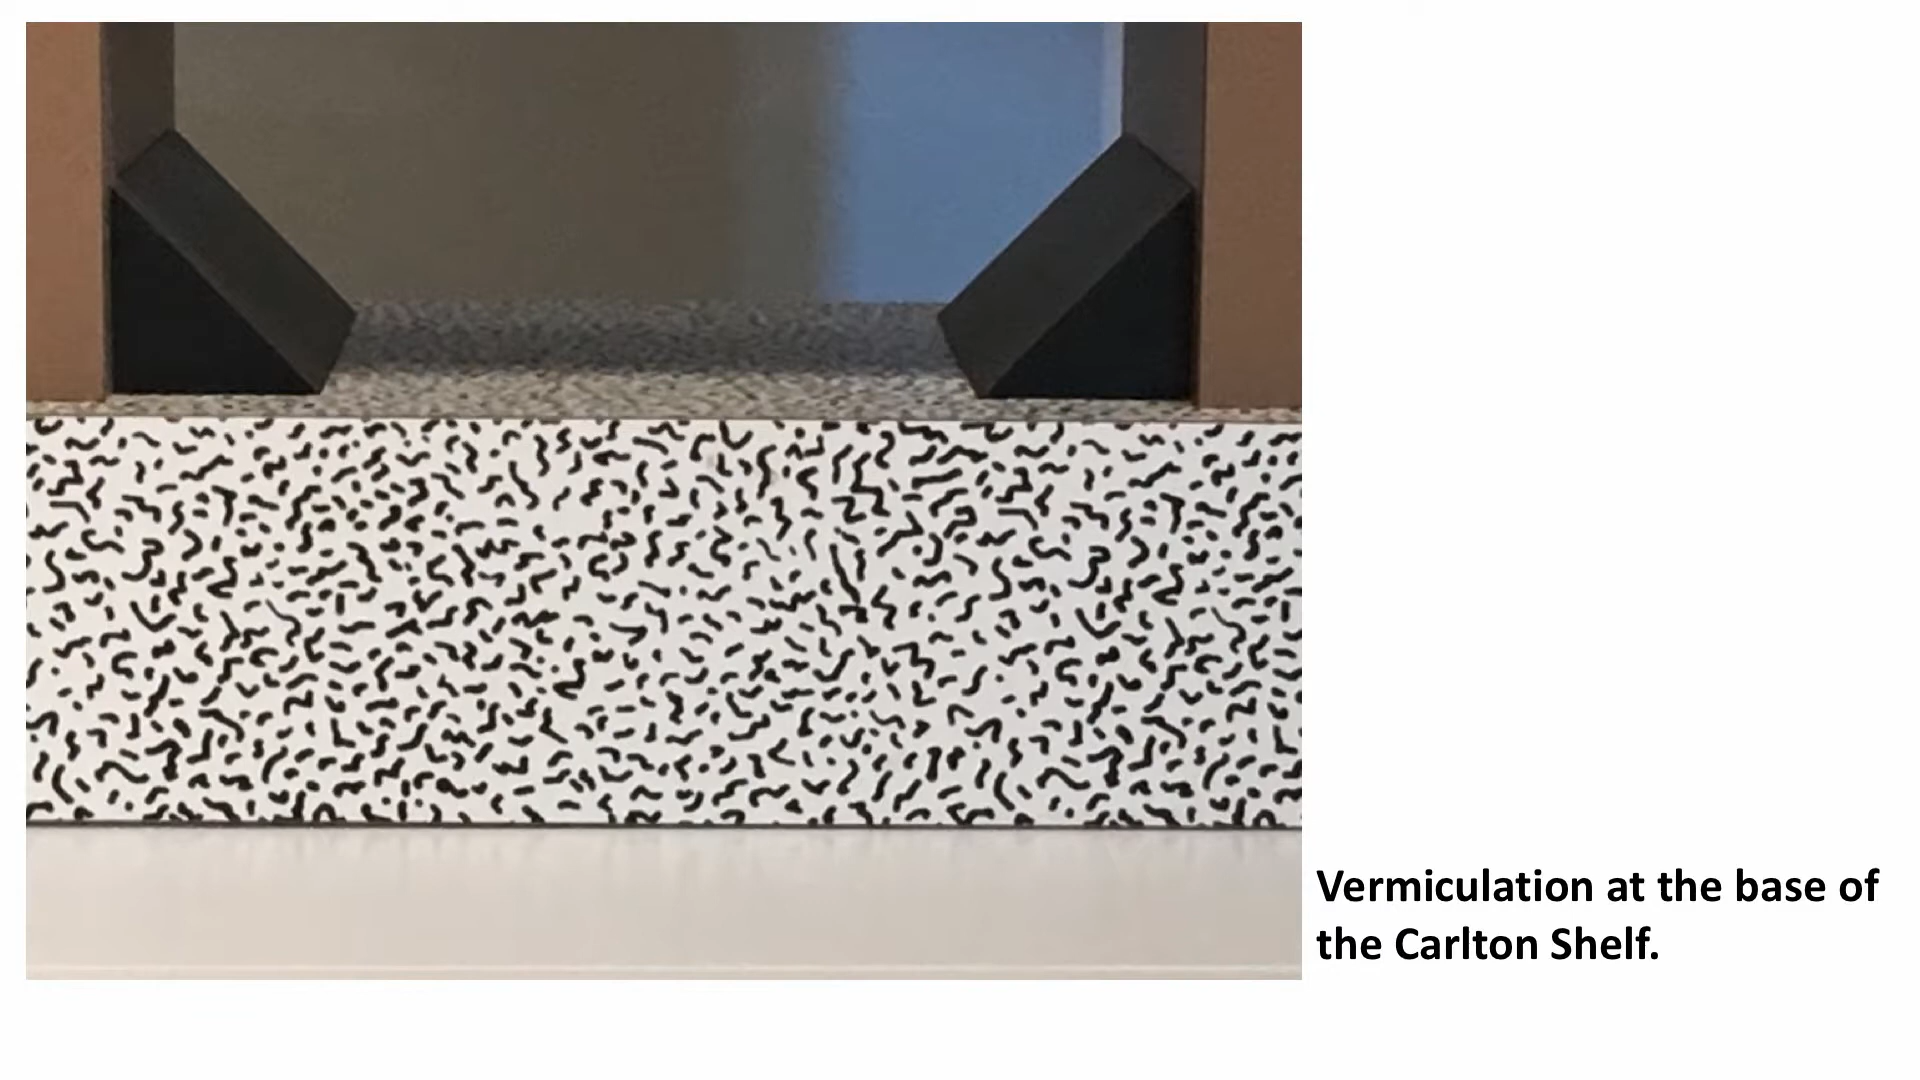 Vermiculation at the base of
the Carlton Shelf.